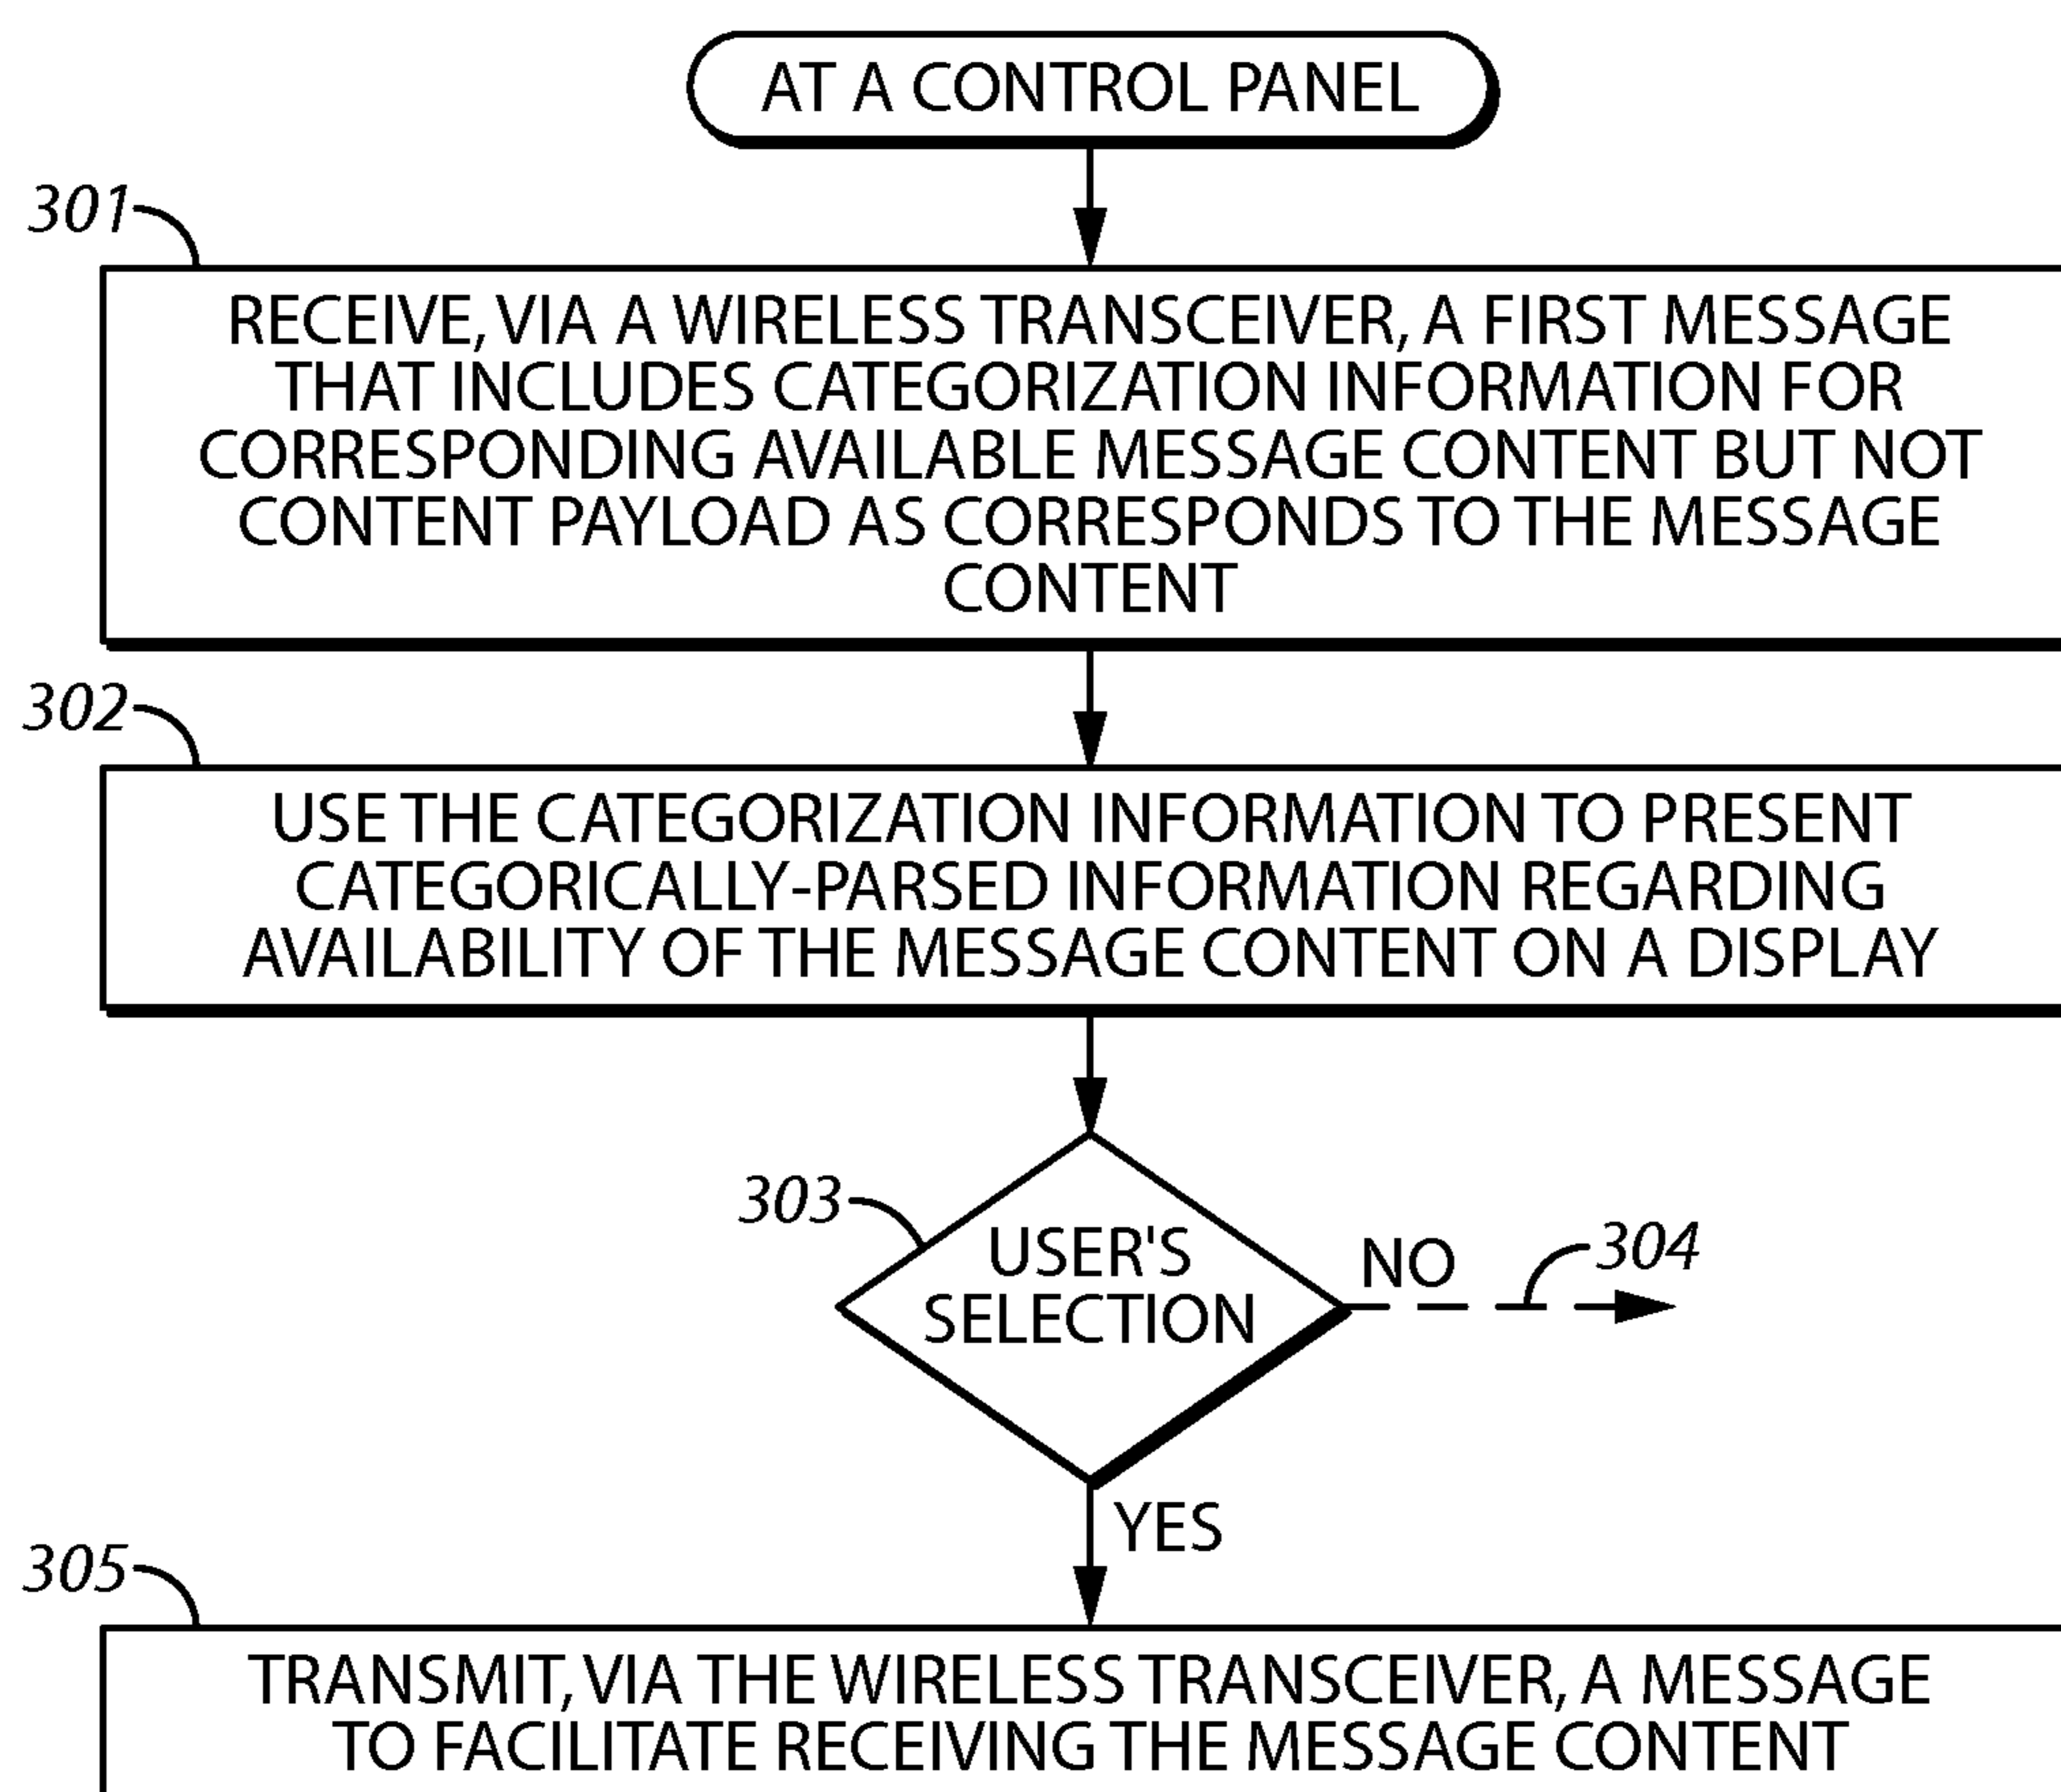 AT A CONTROL PANEL
301
RECEIVE, VIA A WIRELESS TRANSCEIVER, A FIRST MESSAGE
THAT INCLUDES CATEGORIZATION INFORMATION FOR
CORRESPONDING AVAILABLE MESSAGE CONTENT BUT NOT
CONTENT PAYLOAD AS CORRESPONDS TO THE MESSAGE
CONTENT
302
USE THE CATEGORIZATION INFORMATION TO PRESENT
CATEGORICALLY-PARSED INFORMATION REGARDING
AVAILABILITY OF THE MESSAGE CONTENT ON A DISPLAY
303
USER'S
SELECTION
NO
304
YES
305
TRANSMIT, VIA THE WIRELESS TRANSCEIVER, A MESSAGE
TO FACILITATE RECEIVING THE MESSAGE CONTENT